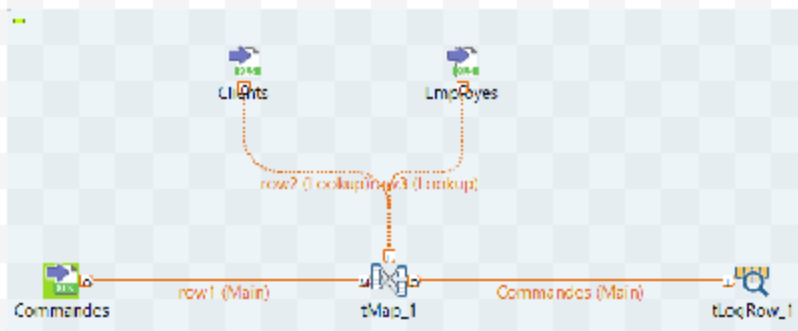 Clients
Employes
row2 (Lookup)
row3 (Lookup)
row1 (Main)
Commandes (Main)
Commandes
tMap_1
tLogRow_1